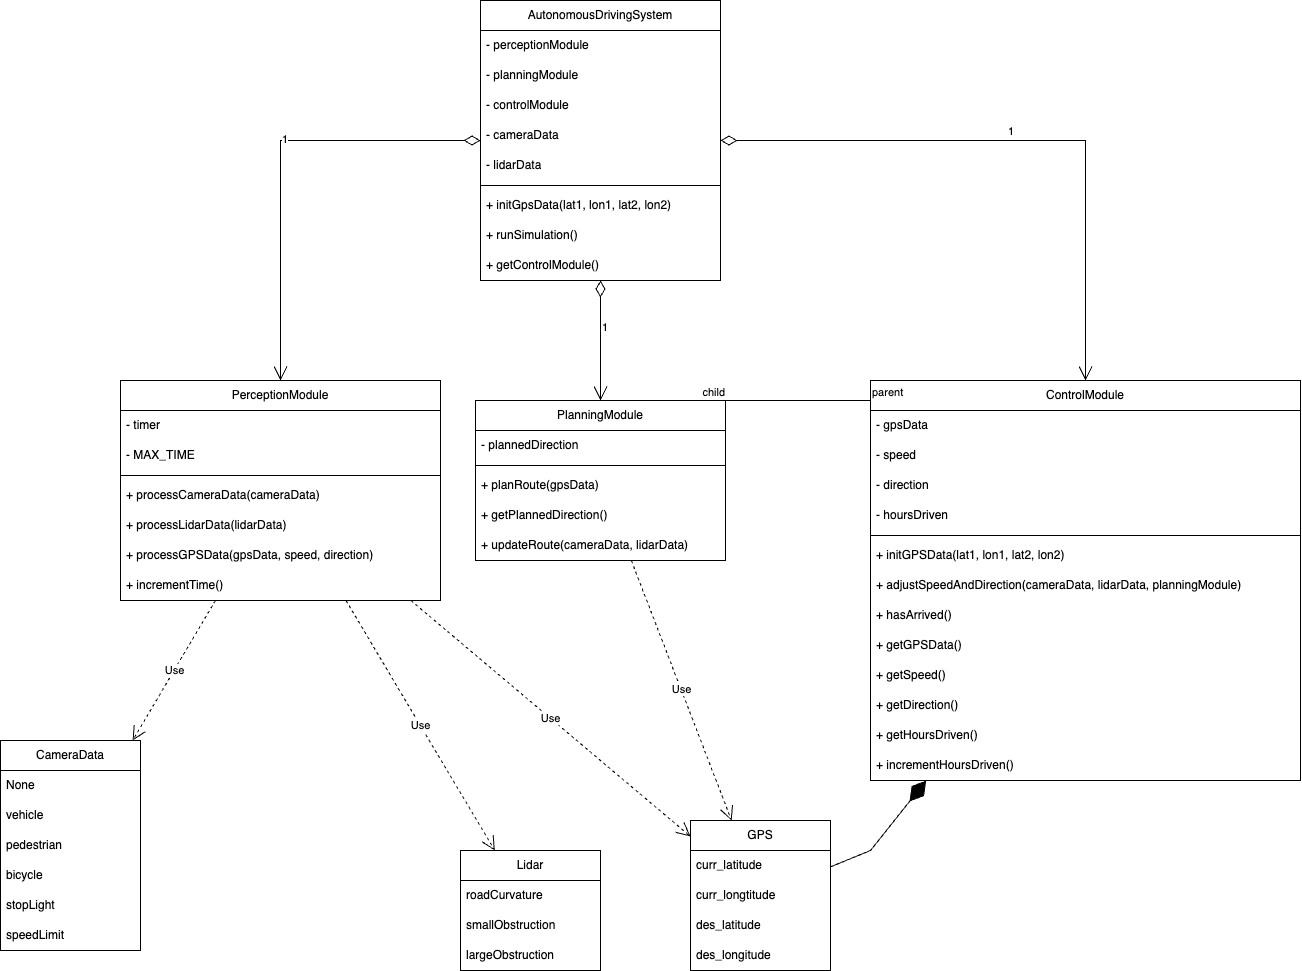 AutonomousDrivingSystem
- perceptionModule
- planningModule
- controlModule
- cameraData
- lidarData
+ initGpsData(lat1, lon1, lat2, lon2)
+ runSimulation()
+ getControlModule()
1
1
1
PerceptionModule
- timer
- MAX_TIME
+ processCameraData(cameraData)
+ processLidarData(lidarData)
+ processGPSData(gpsData, speed, direction)
+ incrementTime()
child
parent
PlanningModule
- plannedDirection
+ planRoute(gpsData)
+ getPlannedDirection()
+ updateRoute(cameraData, lidarData)
ControlModule
- gpsData
- speed
- direction
- hoursDriven
+ initGPSData(lat1, lon1, lat2, lon2)
+ adjustSpeedAndDirection(cameraData, lidarData, planningModule)
+ hasArrived()
+ getGPSData()
+ getSpeed()
+ getDirection()
+ getHoursDriven()
+ incrementHoursDriven()
Use
Use
Use
Use
CameraData
None
vehicle
pedestrian
bicycle
stopLight
speedLimit
Lidar
roadCurvature
smallObstruction
largeObstruction
GPS
curr_latitude
curr_longtitude
des_latitude
des_longitude